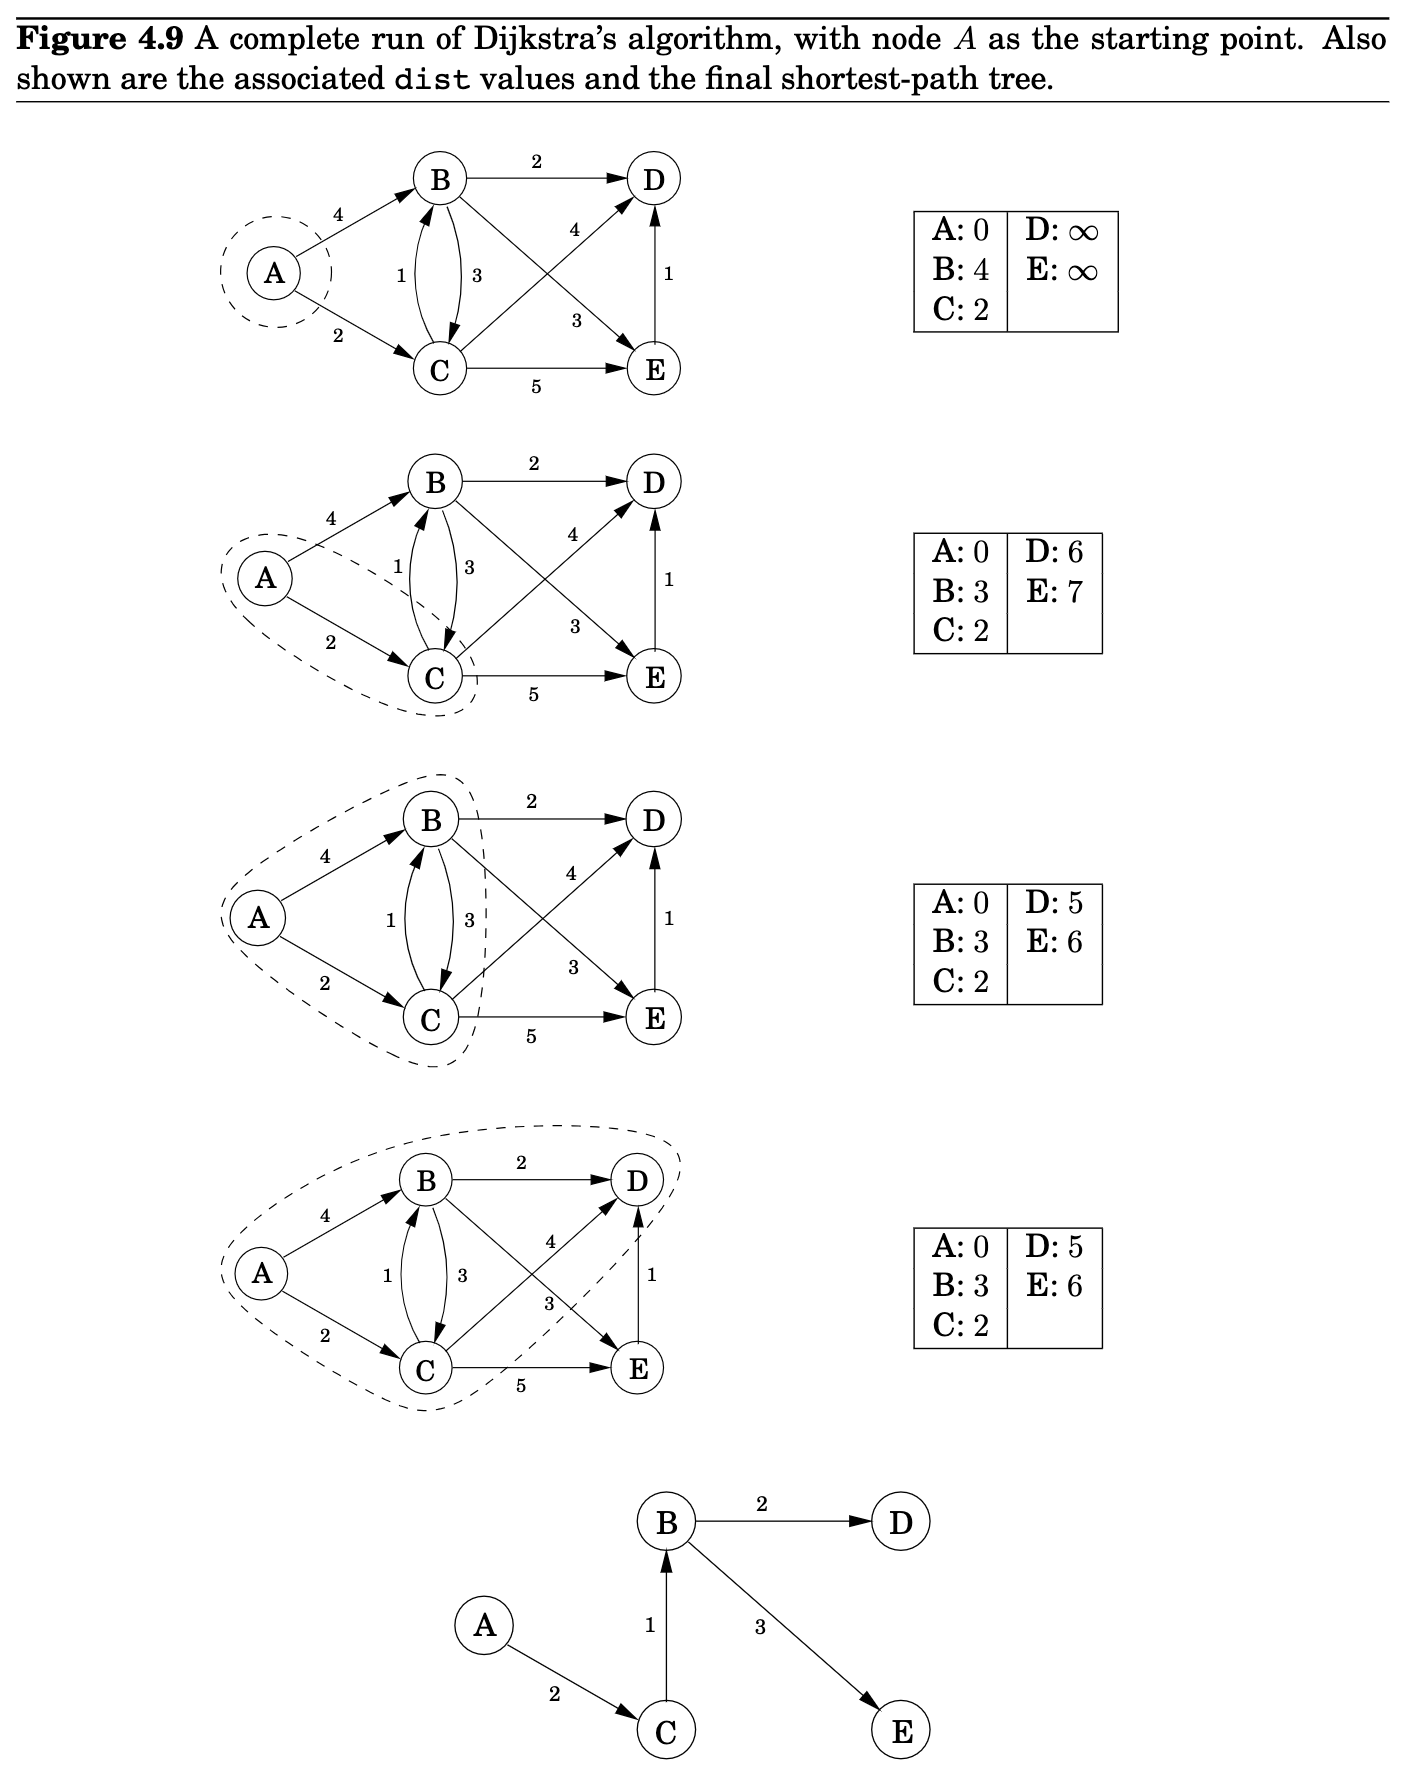 Figure 4.9 A complete run of Dijkstra’s algorithm, with node A as the starting point. Also
shown are the associated dist values and the final shortest-path tree.
B 2 D
4
4
A 1 3 1 
2
3
C 5 E
A: 0 D: ∞
B: 4 E: ∞
C: 2
B 2 D
4
4
A 1 3 1
2
3
C 5 E
A: 0 D: 6
B: 3 E: 7
C: 2
B 2 D
4
4
A 1 3 1
2
3
C 5 E
A: 0 D: 5
B: 3 E: 6
C: 2
B 2 D
4
4
A 1 3 1
2
3
C 5 E
A: 0 D: 5
B: 3 E: 6
C: 2
B 2 D
A 1 3
2
C E